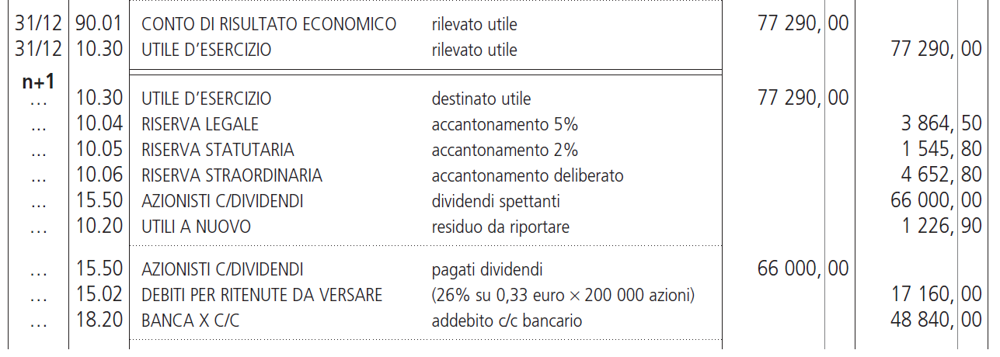 31/12 90.01 CONTO DI RISULTATO ECONOMICO rilevato utile 77 290, 00
31/12 10.30 UTILE D'ESERCIZIO rilevato utile 77 290, 00
n+1
... 10.30 UTILE D'ESERCIZIO destinato utile 77 290, 00
... 10.04 RISERVA LEGALE accantonamento 5% 3 864, 50
... 10.05 RISERVA STATUTARIA accantonamento 2% 1 545, 80
... 10.06 RISERVA STRAORDINARIA accantonamento deliberato 4 652, 80
... 15.50 AZIONISTI C/DIVIDENDI dividendi spettanti 66 000, 00
... 10.20 UTILI A NUOVO residuo da riportare 1 226, 90
... 15.50 AZIONISTI C/DIVIDENDI pagati dividendi 66 000, 00
... 15.02 DEBITI PER RITENUTE DA VERSARE (26% su 0,33 euro × 200 000 azioni) 17 160, 00
... 18.20 BANCA X C/C addebito c/c bancario 48 840, 00